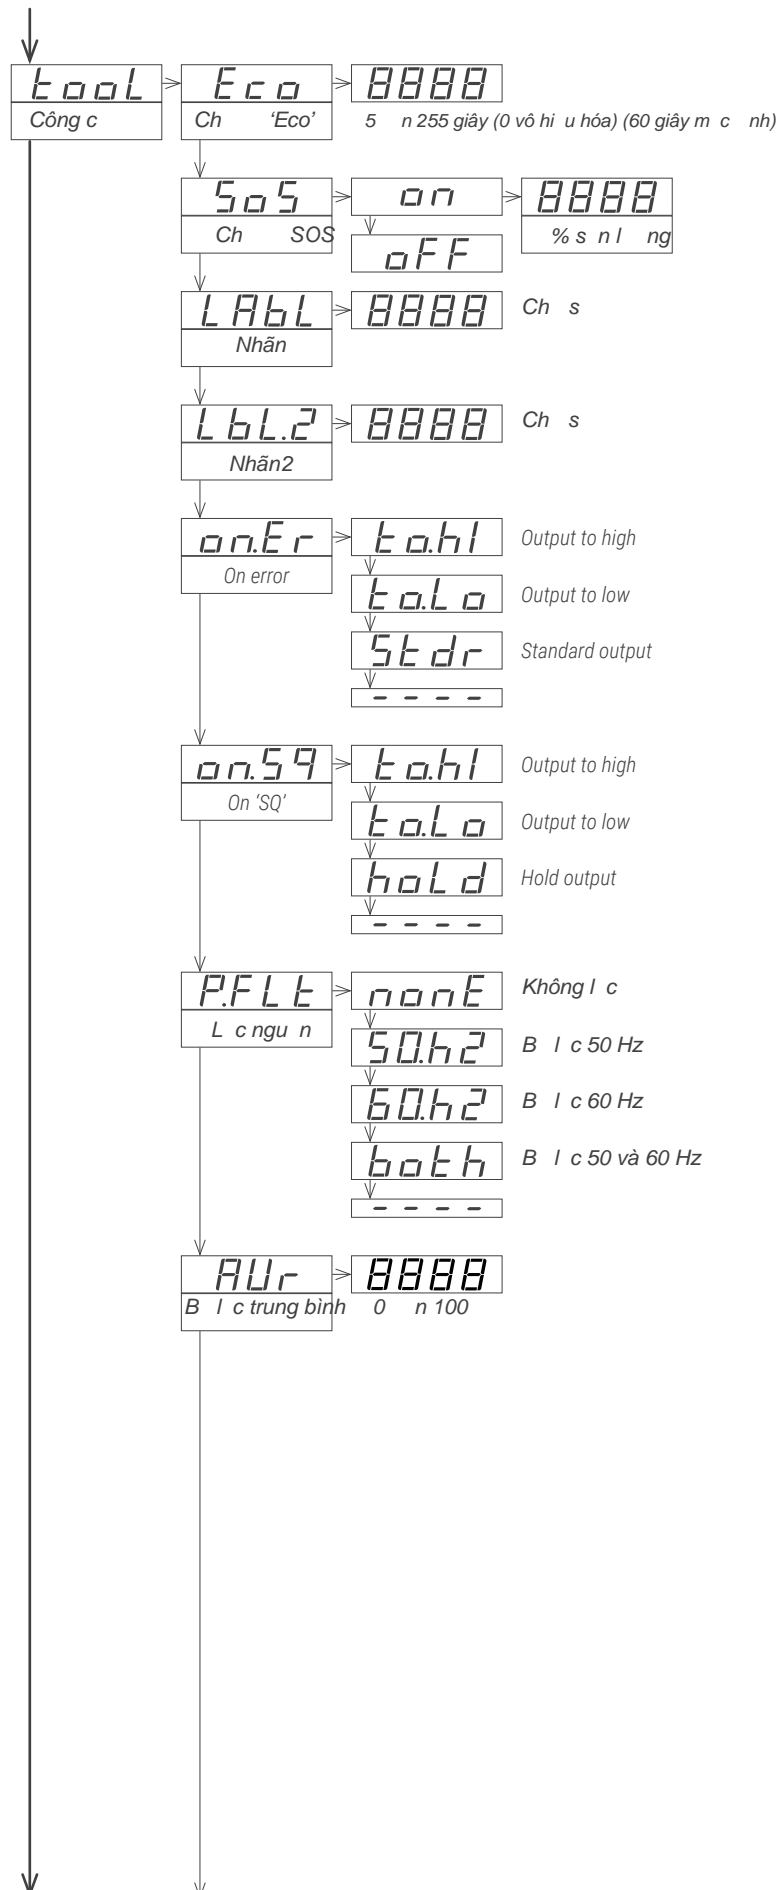 tooL
Eco
8888
Công c
Ch 'Eco'
5 n 255 giây (0 vô hi u hóa) (60 giây m c nh)
SoS
on
8888
Ch SOS
% s n l ng
oFF
LAbL
8888
Ch s
Nhãn
LbL.2
8888
Ch s
Nhãn2
on.Er
to.hI
Output to high
On error
to.Lo
Output to low
Stdr
Standard output
----
on.S9
to.hI
Output to high
On 'SQ'
to.Lo
Output to low
hoLd
Hold output
----
P.FLt
nonE
Không l c
L c ngu n
50.h2
B l c 50 Hz
60.h2
B l c 60 Hz
both
B l c 50 và 60 Hz
----
AUr
8888
B l c trung bình
0 n 100